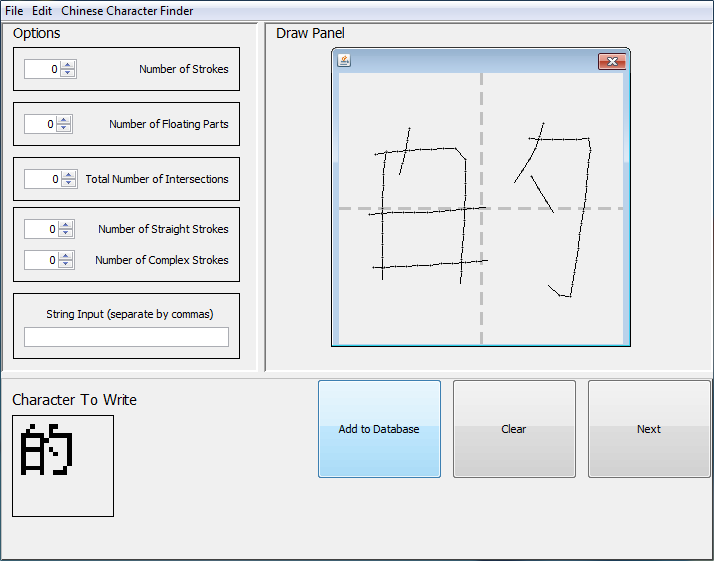 File Edit Chinese Character Finder
Options
0 Number of Strokes
0 Number of Floating Parts
0 Total Number of Intersections
0 Number of Straight Strokes
0 Number of Complex Strokes
String Input (separate by commas)
Draw Panel
的
Character To Write
的
Add to Database
Clear
Next